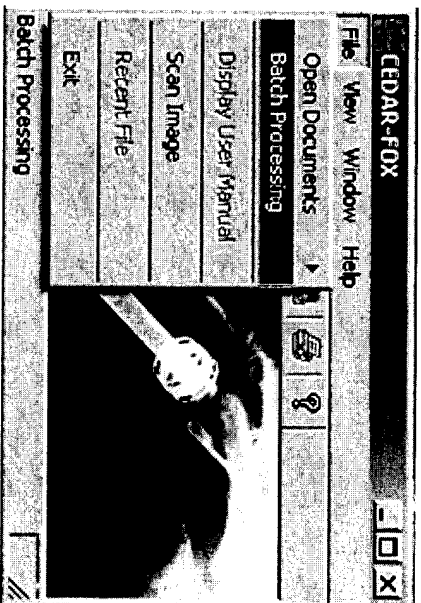 CEDAR-FOX
File View Window Help
Open Documents
Batch Processing
Display User Manual
Scan Image
Recent File
Exit
Batch Processing